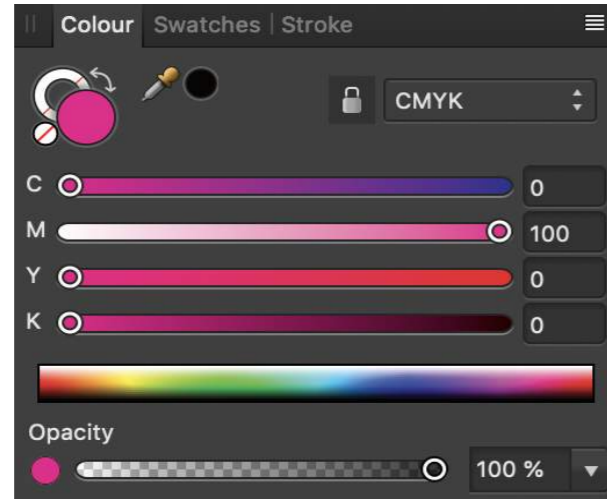 Colour Swatches | Stroke
CMYK
C 0
M 100
Y 0
K 0
Opacity
100 %